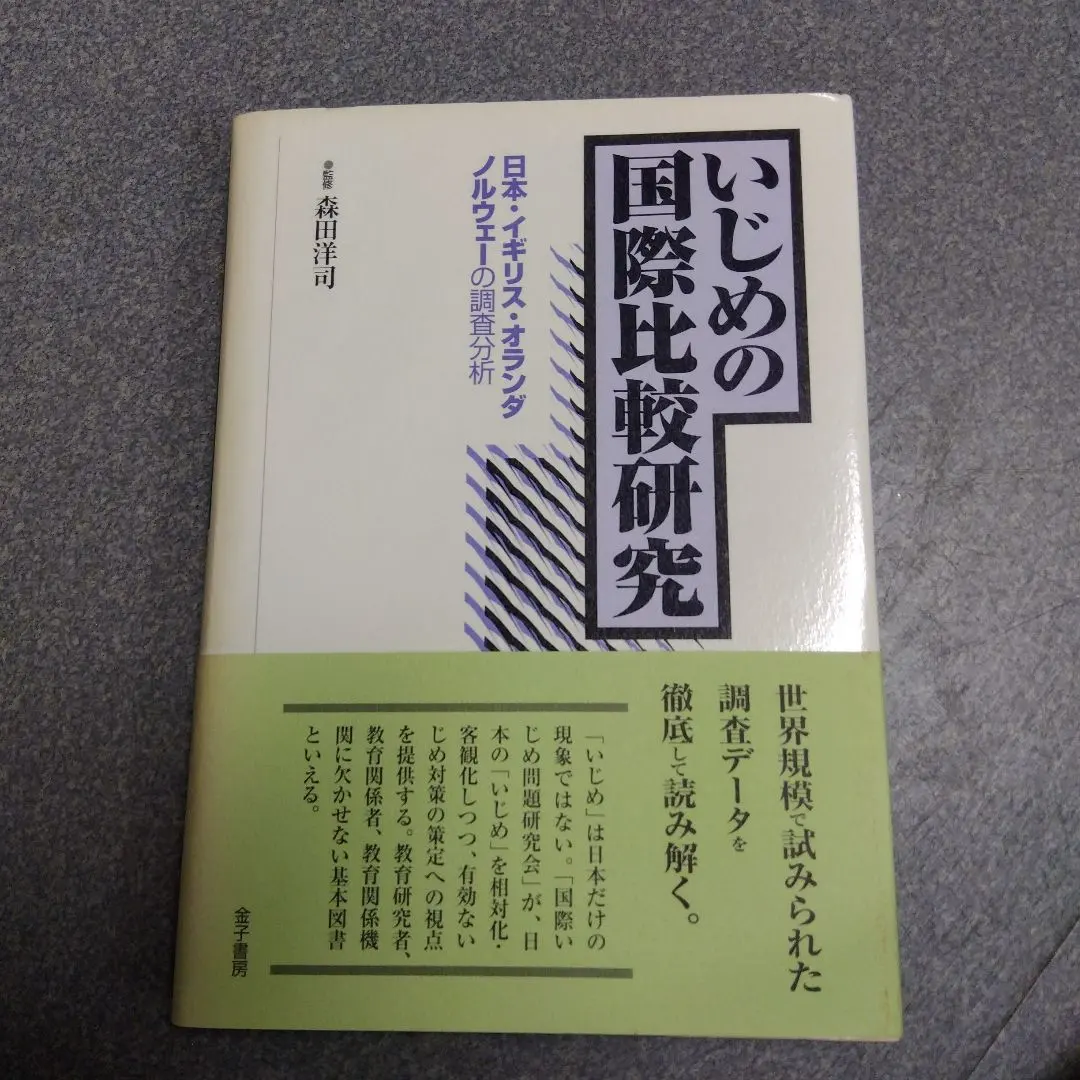 いじめの
国際比較研究
日本・イギリス・オランダ
ノルウェーの調査分析
●監修 森田洋司
世界規模で試みられた
調査データを
徹底して読み解く。
「いじめ」は日本だけの
現象ではない。「国際い
じめ問題研究会」が、日
本の「いじめ」を相対化・
客観化しつつ、有効ない
じめ対策の策定への視点
を提供する。教育研究者、
教育関係者、教育関係機
関に欠かせない基本図書
といえる。
金子書房